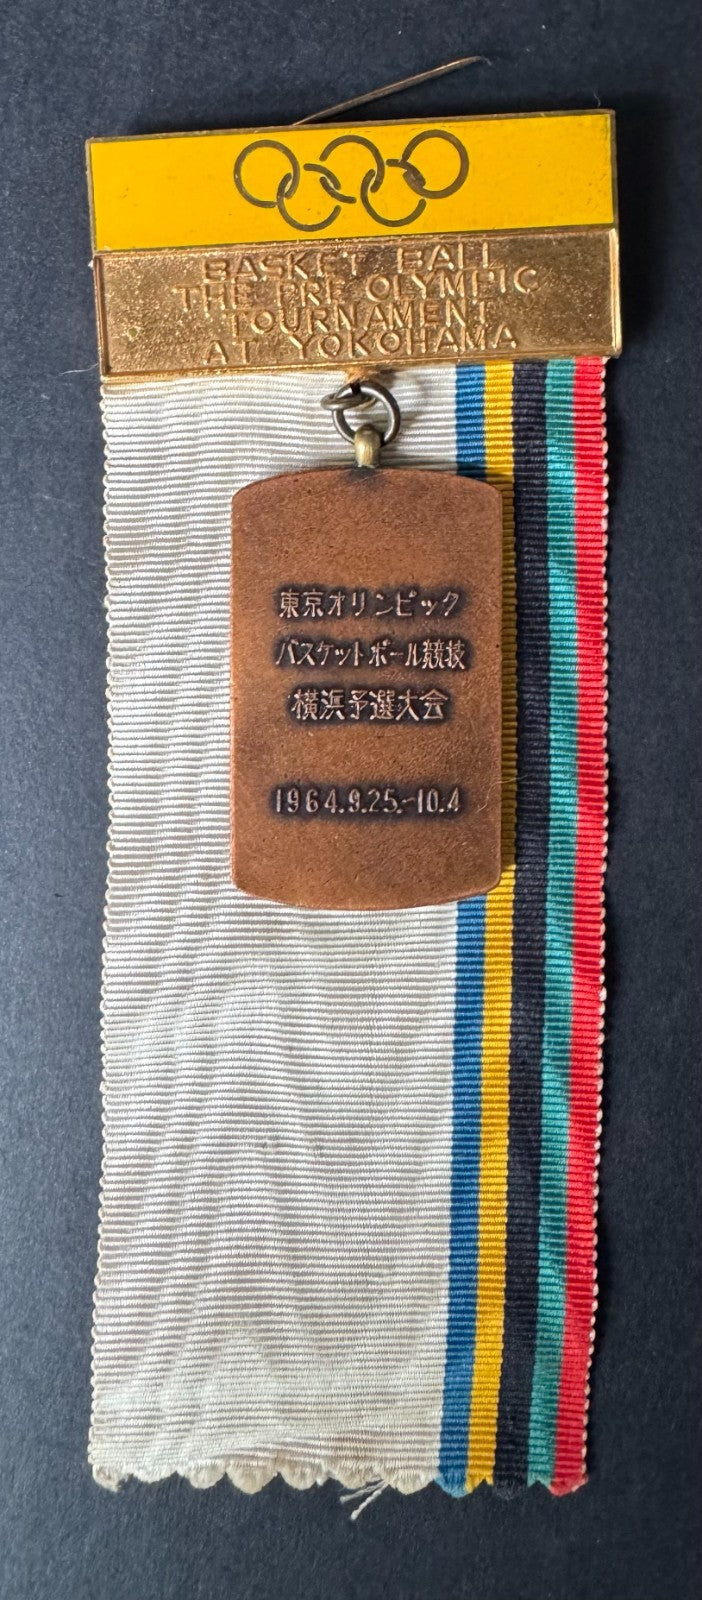 BASKET BALL
THE PRE OLYMPIC
TOURNAMENT
AT YOKOHAMA
東京オリンピック
バスケットボール競技
横浜予選大会
1964.9.25.-10.4